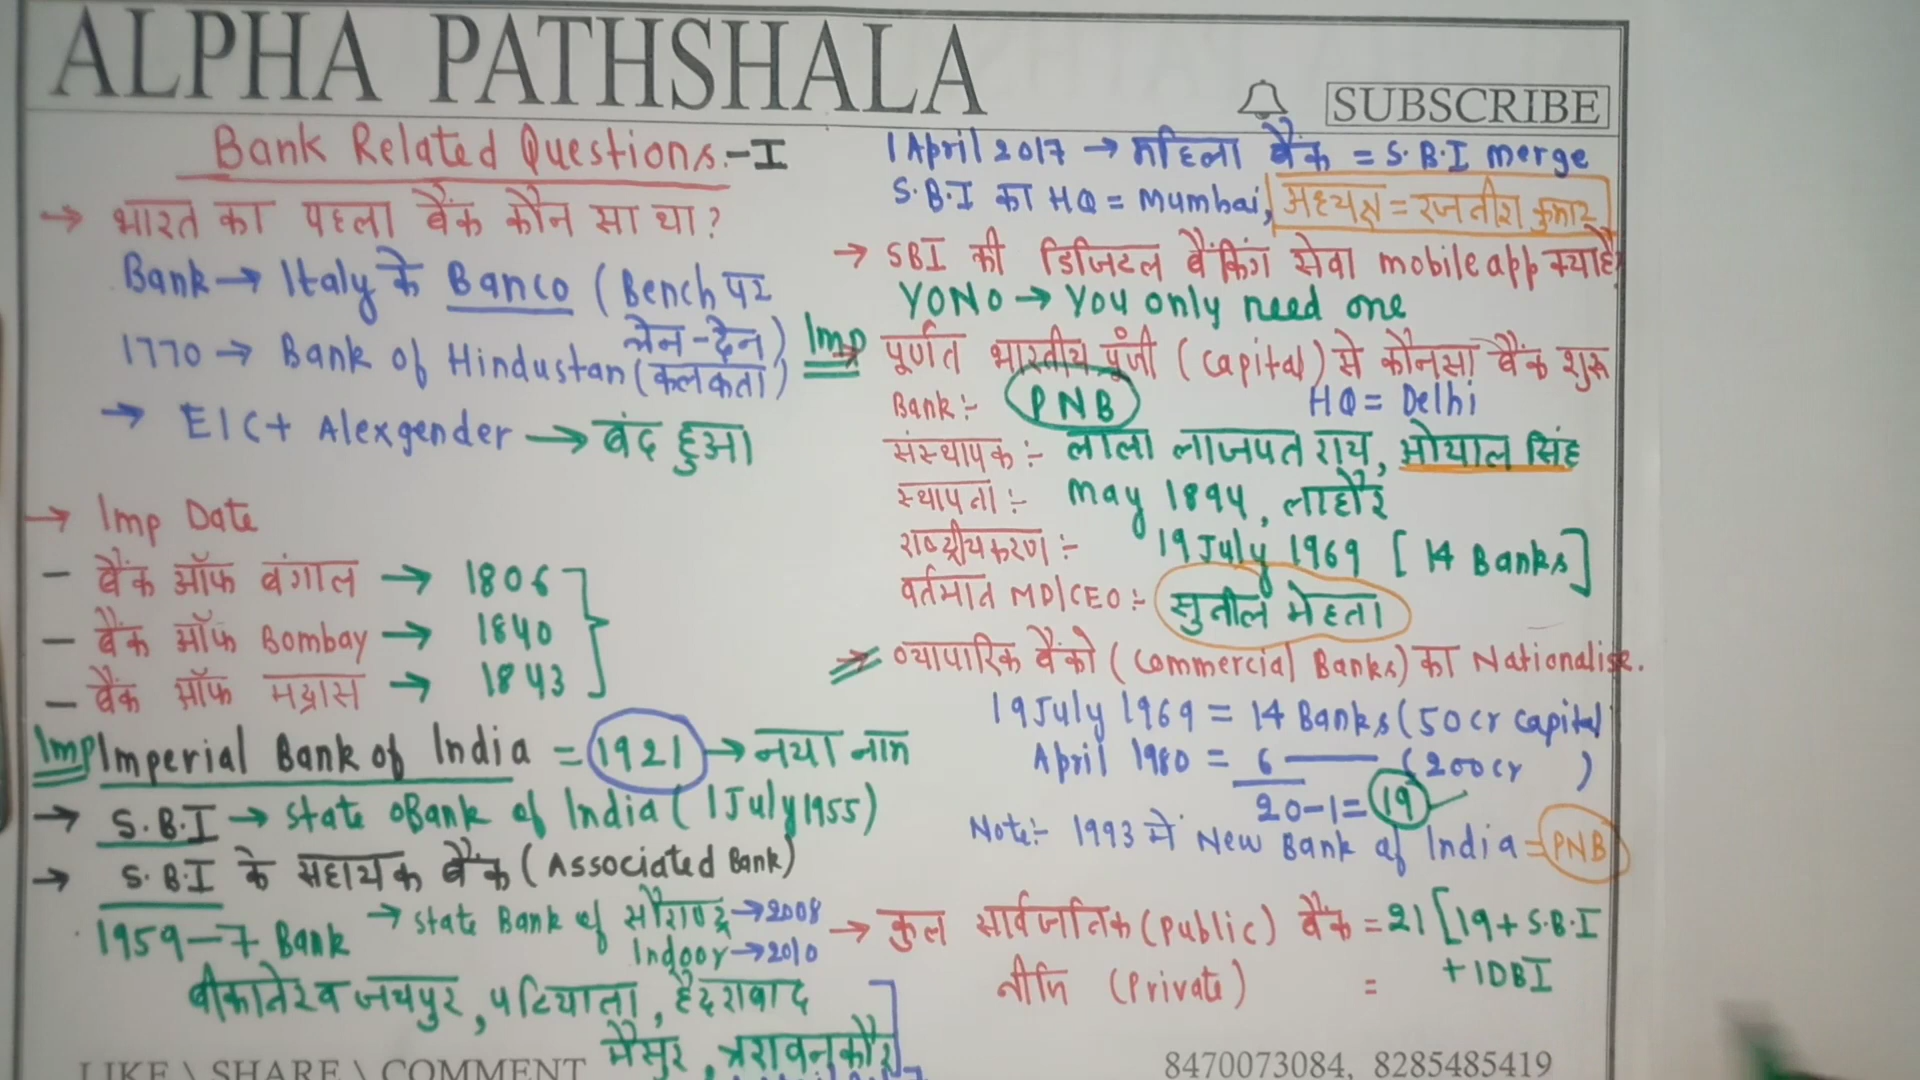 ALPHA PATHSHALA
SUBSCRIBE
Bank Related Questions.-I
→ भारत का पहला बैंक कौन सा था?
Bank → Italy के Banco (Bench पर
लेन-देन)
1770 → Bank of Hindustan (कलकता)
→ EIC+ Alexgender → बंद हुआ
→ Imp Date
- बैंक ऑफ बंगाल → 1806
- बैंक ऑफ Bombay → 1840
- बैंक ऑफ मद्रास → 1843
Imp Imperial Bank of India = 1921 → नया नाम
→ S.B.I → State oBank of India (1 July 1955)
→ S.B.I के सहायक बैंक (Associated Bank)
1959-7 Bank → State Bank of सौराष्ट्र → 2008
Indoor → 2010
बीकानेर व जयपुर, पटियाला, हैदराबाद
मैसुर, त्रावनकौर
1 April 2017 → महिला बैंक = S.B.I merge
S.B.I का HQ = Mumbai, अध्यक्ष = रजनीश कुमार
→ SBI की डिजिटल बैंकिंग सेवा mobile app क्या है?
YONO → You only need one
Imp → पूर्णत भारतीय पूंजी (capital) से कौनसा बैंक शुरू
Bank:- PNB HQ = Delhi
संस्थापक:- लाला लाजपत राय, भोयाल सिंह
स्थापना:- May 1894, लाहौर
राष्ट्रीयकरण:- 19 July 1969 [14 Banks]
वर्तमान MD/CEO:- सुनील मेहता
→ व्यापारिक बैंको (Commercial Banks) का Nationalise.
19 July 1969 = 14 Banks (50cr capital)
April 1980 = 6 — (200cr )
20-1= 19
Note:- 1993 में New Bank of India = PNB
→ कुल सार्वजनिक (Public) बैंक = 21 [19+ S.B.I
+ IDBI
नीजि (Private) =
LIKE \ SHARE \ COMMENT
8470073084, 8285485419